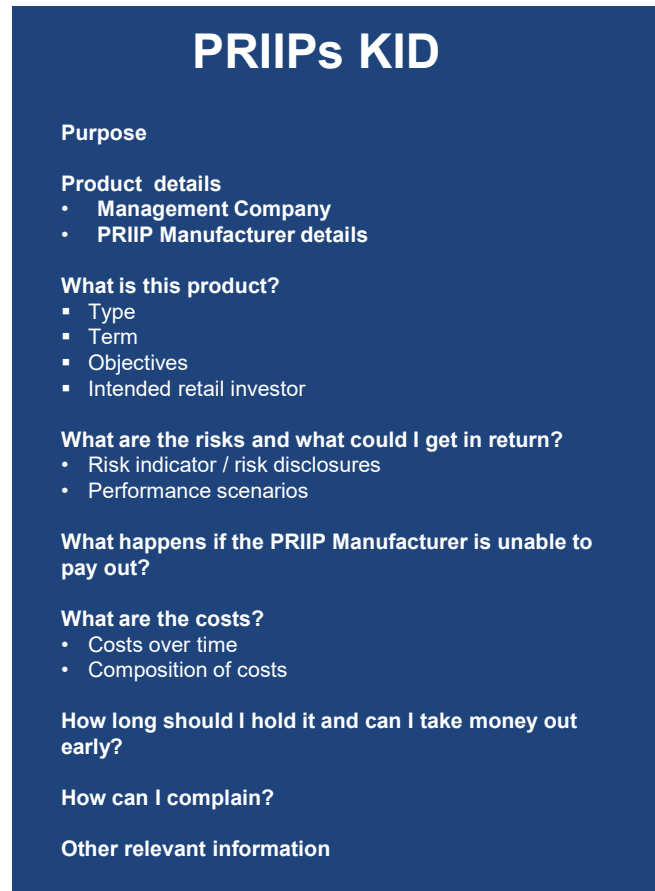 PRIIPs KID
Purpose
Product details
• Management Company
• PRIIP Manufacturer details
What is this product?
▪ Type
▪ Term
▪ Objectives
▪ Intended retail investor
What are the risks and what could I get in return?
• Risk indicator / risk disclosures
• Performance scenarios
What happens if the PRIIP Manufacturer is unable to
pay out?
What are the costs?
• Costs over time
• Composition of costs
How long should I hold it and can I take money out
early?
How can I complain?
Other relevant information